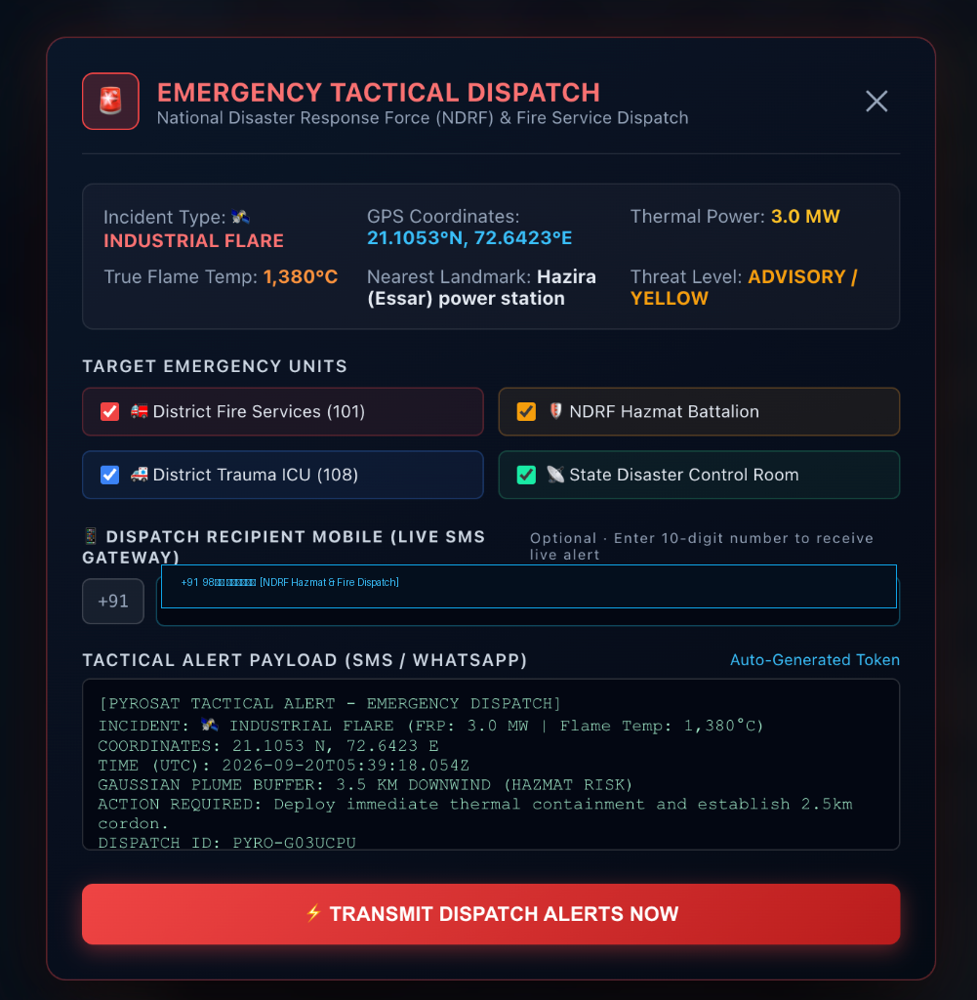 EMERGENCY TACTICAL DISPATCH
National Disaster Response Force (NDRF) & Fire Service Dispatch
Incident Type: 🛰️
INDUSTRIAL FLARE
GPS Coordinates:
21.1053°N, 72.6423°E
Thermal Power: 3.0 MW
True Flame Temp: 1,380°C
Nearest Landmark: Hazira
(Essar) power station
Threat Level: ADVISORY /
YELLOW
TARGET EMERGENCY UNITS
🚒 District Fire Services (101)
🛡️ NDRF Hazmat Battalion
🚑 District Trauma ICU (108)
📡 State Disaster Control Room
📱 DISPATCH RECIPIENT MOBILE (LIVE SMS
GATEWAY)
Optional · Enter 10-digit number to receive
live alert
+91
+91 98 [NDRF Hazmat & Fire Dispatch]
TACTICAL ALERT PAYLOAD (SMS / WHATSAPP)
Auto-Generated Token
[PYROSAT TACTICAL ALERT - EMERGENCY DISPATCH]
INCIDENT: 🛰️ INDUSTRIAL FLARE (FRP: 3.0 MW | Flame Temp: 1,380°C)
COORDINATES: 21.1053 N, 72.6423 E
TIME (UTC): 2026-09-20T05:39:18.054Z
GAUSSIAN PLUME BUFFER: 3.5 KM DOWNWIND (HAZMAT RISK)
ACTION REQUIRED: Deploy immediate thermal containment and establish 2.5km
cordon.
DISPATCH ID: PYRO-G03UCPU
⚡ TRANSMIT DISPATCH ALERTS NOW